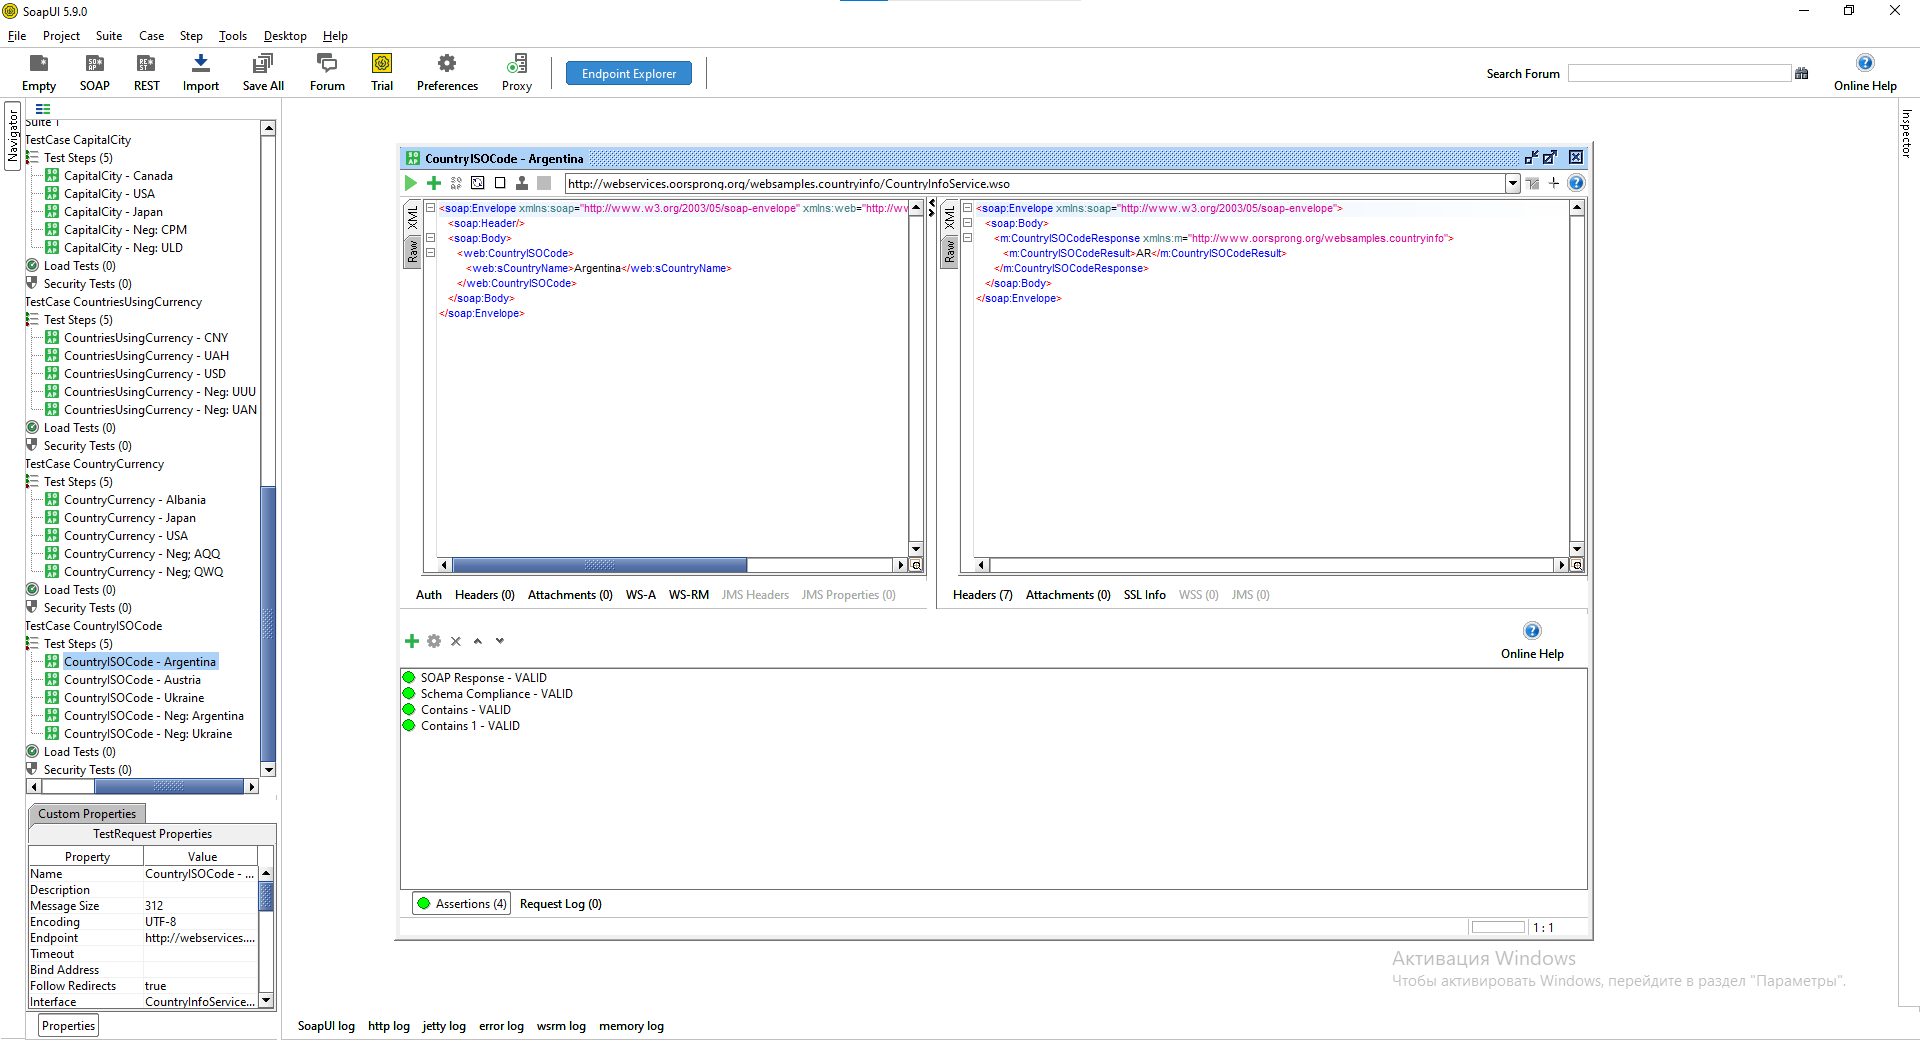 SoapUI 5.9.0
File Project Suite Case Step Tools Desktop Help
Empty SOAP REST Import Save All Forum Trial Preferences Proxy Endpoint Explorer Search Forum Online Help
Navigator
Inspector
Suite 1
TestCase CapitalCity
Test Steps (5)
CapitalCity - Canada
CapitalCity - USA
CapitalCity - Japan
CapitalCity - Neg: CPM
CapitalCity - Neg: ULD
Load Tests (0)
Security Tests (0)
TestCase CountriesUsingCurrency
Test Steps (5)
CountriesUsingCurrency - CNY
CountriesUsingCurrency - UAH
CountriesUsingCurrency - USD
CountriesUsingCurrency - Neg: UUU
CountriesUsingCurrency - Neg: UAN
Load Tests (0)
Security Tests (0)
TestCase CountryCurrency
Test Steps (5)
CountryCurrency - Albania
CountryCurrency - Japan
CountryCurrency - USA
CountryCurrency - Neg; AQQ
CountryCurrency - Neg; QWQ
Load Tests (0)
Security Tests (0)
TestCase CountryISOCode
Test Steps (5)
CountryISOCode - Argentina
CountryISOCode - Austria
CountryISOCode - Ukraine
CountryISOCode - Neg: Argentina
CountryISOCode - Neg: Ukraine
Load Tests (0)
Security Tests (0)
Custom Properties
TestRequest Properties
Property Value
Name CountryISOCode - ...
Description
Message Size 312
Encoding UTF-8
Endpoint http://webservices....
Timeout
Bind Address
Follow Redirects true
Interface CountryInfoService...
Properties
CountryISOCode - Argentina
http://webservices.oorsprong.org/websamples.countryinfo/CountryInfoService.wso
XML
Raw
<soap:Envelope xmlns:soap="http://www.w3.org/2003/05/soap-envelope" xmlns:web="http://ww
<soap:Header/>
<soap:Body>
<web:CountryISOCode>
<web:sCountryName>Argentina</web:sCountryName>
</web:CountryISOCode>
</soap:Body>
</soap:Envelope>
Auth Headers (0) Attachments (0) WS-A WS-RM JMS Headers JMS Properties (0)
XML
Raw
<soap:Envelope xmlns:soap="http://www.w3.org/2003/05/soap-envelope">
<soap:Body>
<m:CountryISOCodeResponse xmlns:m="http://www.oorsprong.org/websamples.countryinfo">
<m:CountryISOCodeResult>AR</m:CountryISOCodeResult>
</m:CountryISOCodeResponse>
</soap:Body>
</soap:Envelope>
Headers (7) Attachments (0) SSL Info WSS (0) JMS (0)
Online Help
SOAP Response - VALID
Schema Compliance - VALID
Contains - VALID
Contains 1 - VALID
Assertions (4) Request Log (0)
1 : 1
Активация Windows
Чтобы активировать Windows, перейдите в раздел "Параметры".
SoapUI log http log jetty log error log wsrm log memory log